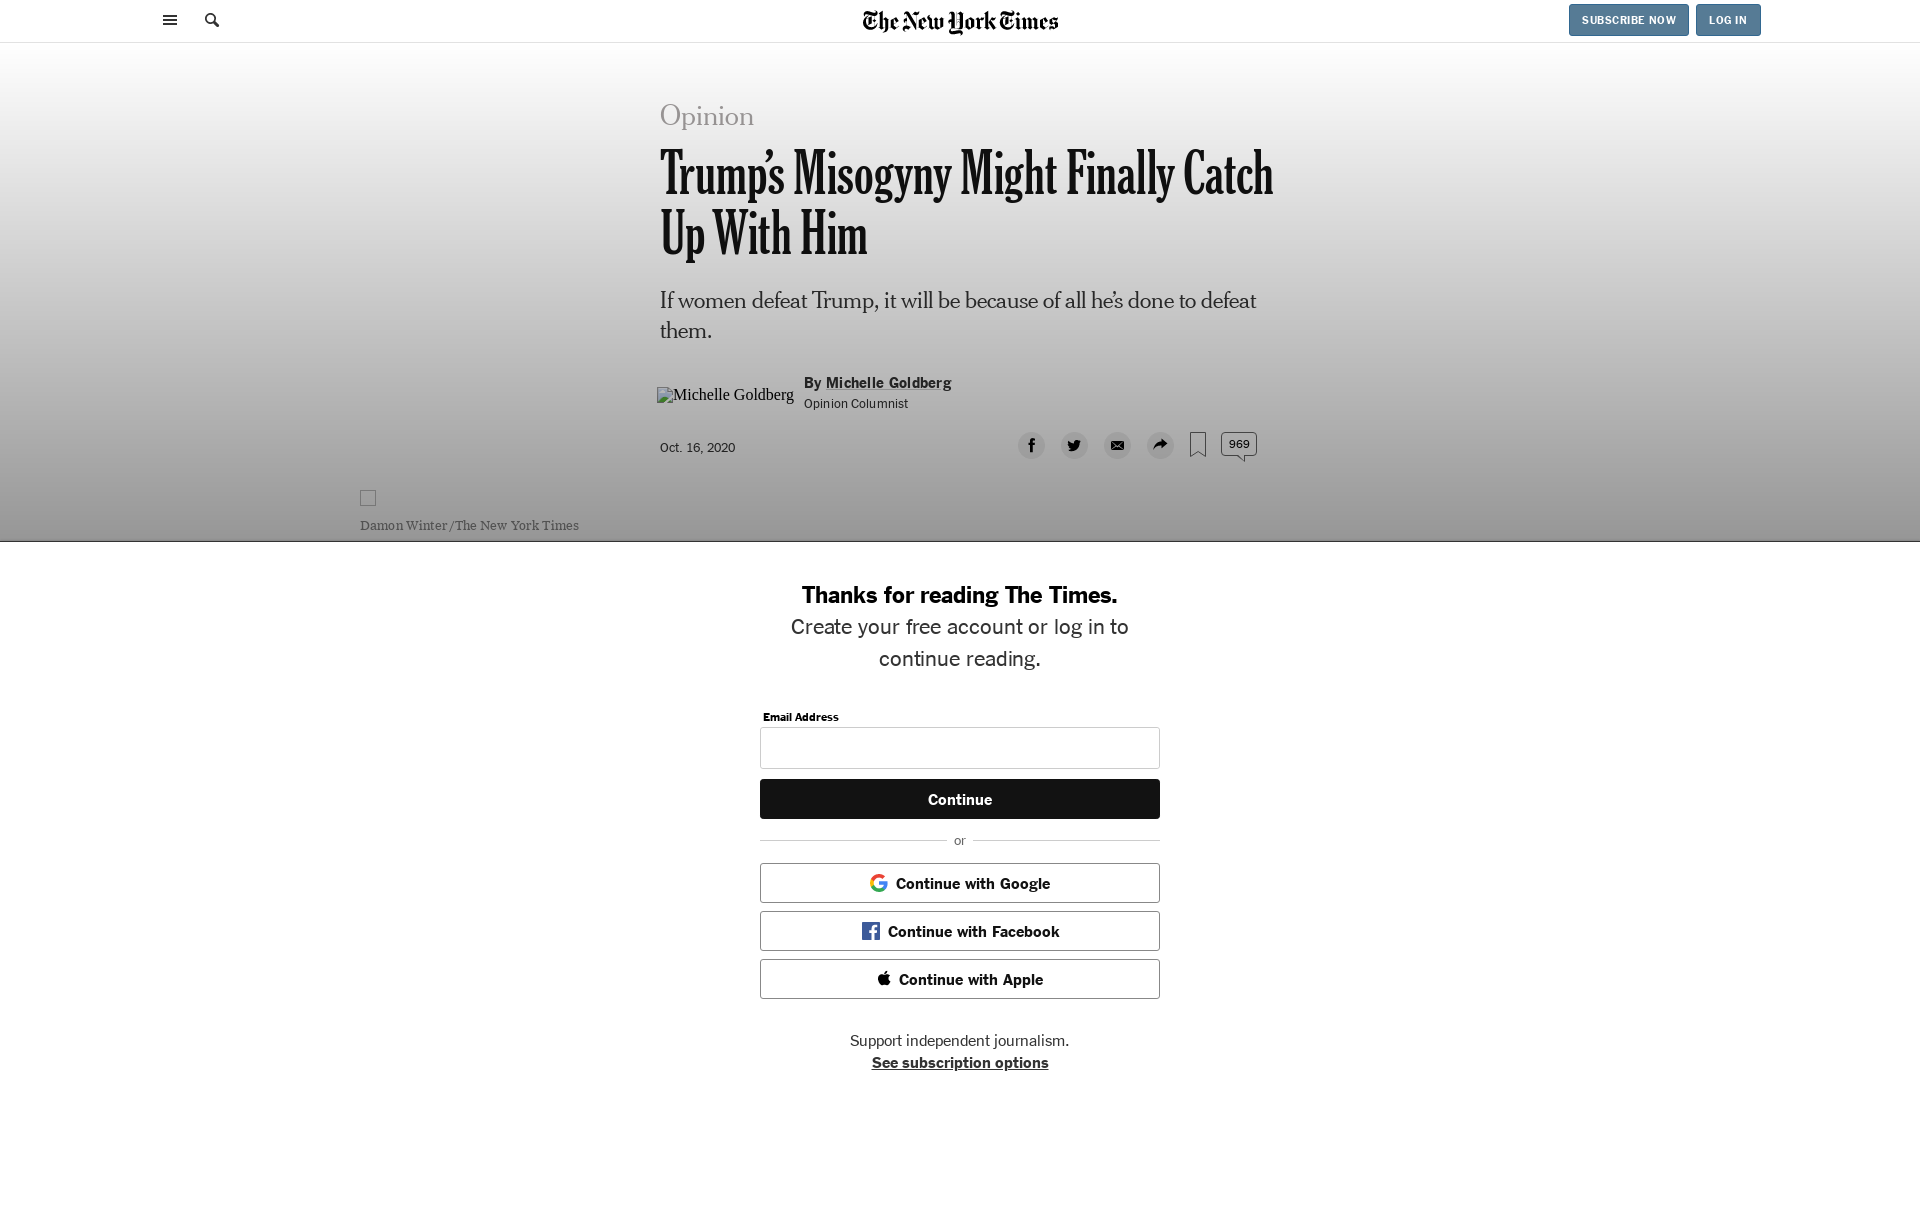 The New York Times
SUBSCRIBE NOW
LOG IN
Opinion
Trump’s Misogyny Might Finally Catch
Up With Him
If women defeat Trump, it will be because of all he’s done to defeat
them.
Michelle Goldberg
By Michelle Goldberg
Opinion Columnist
Oct. 16, 2020
969
Damon Winter/The New York Times
Thanks for reading The Times.
Create your free account or log in to
continue reading.
Email Address
Continue
or
Continue with Google
Continue with Facebook
Continue with Apple
Support independent journalism.
See subscription options